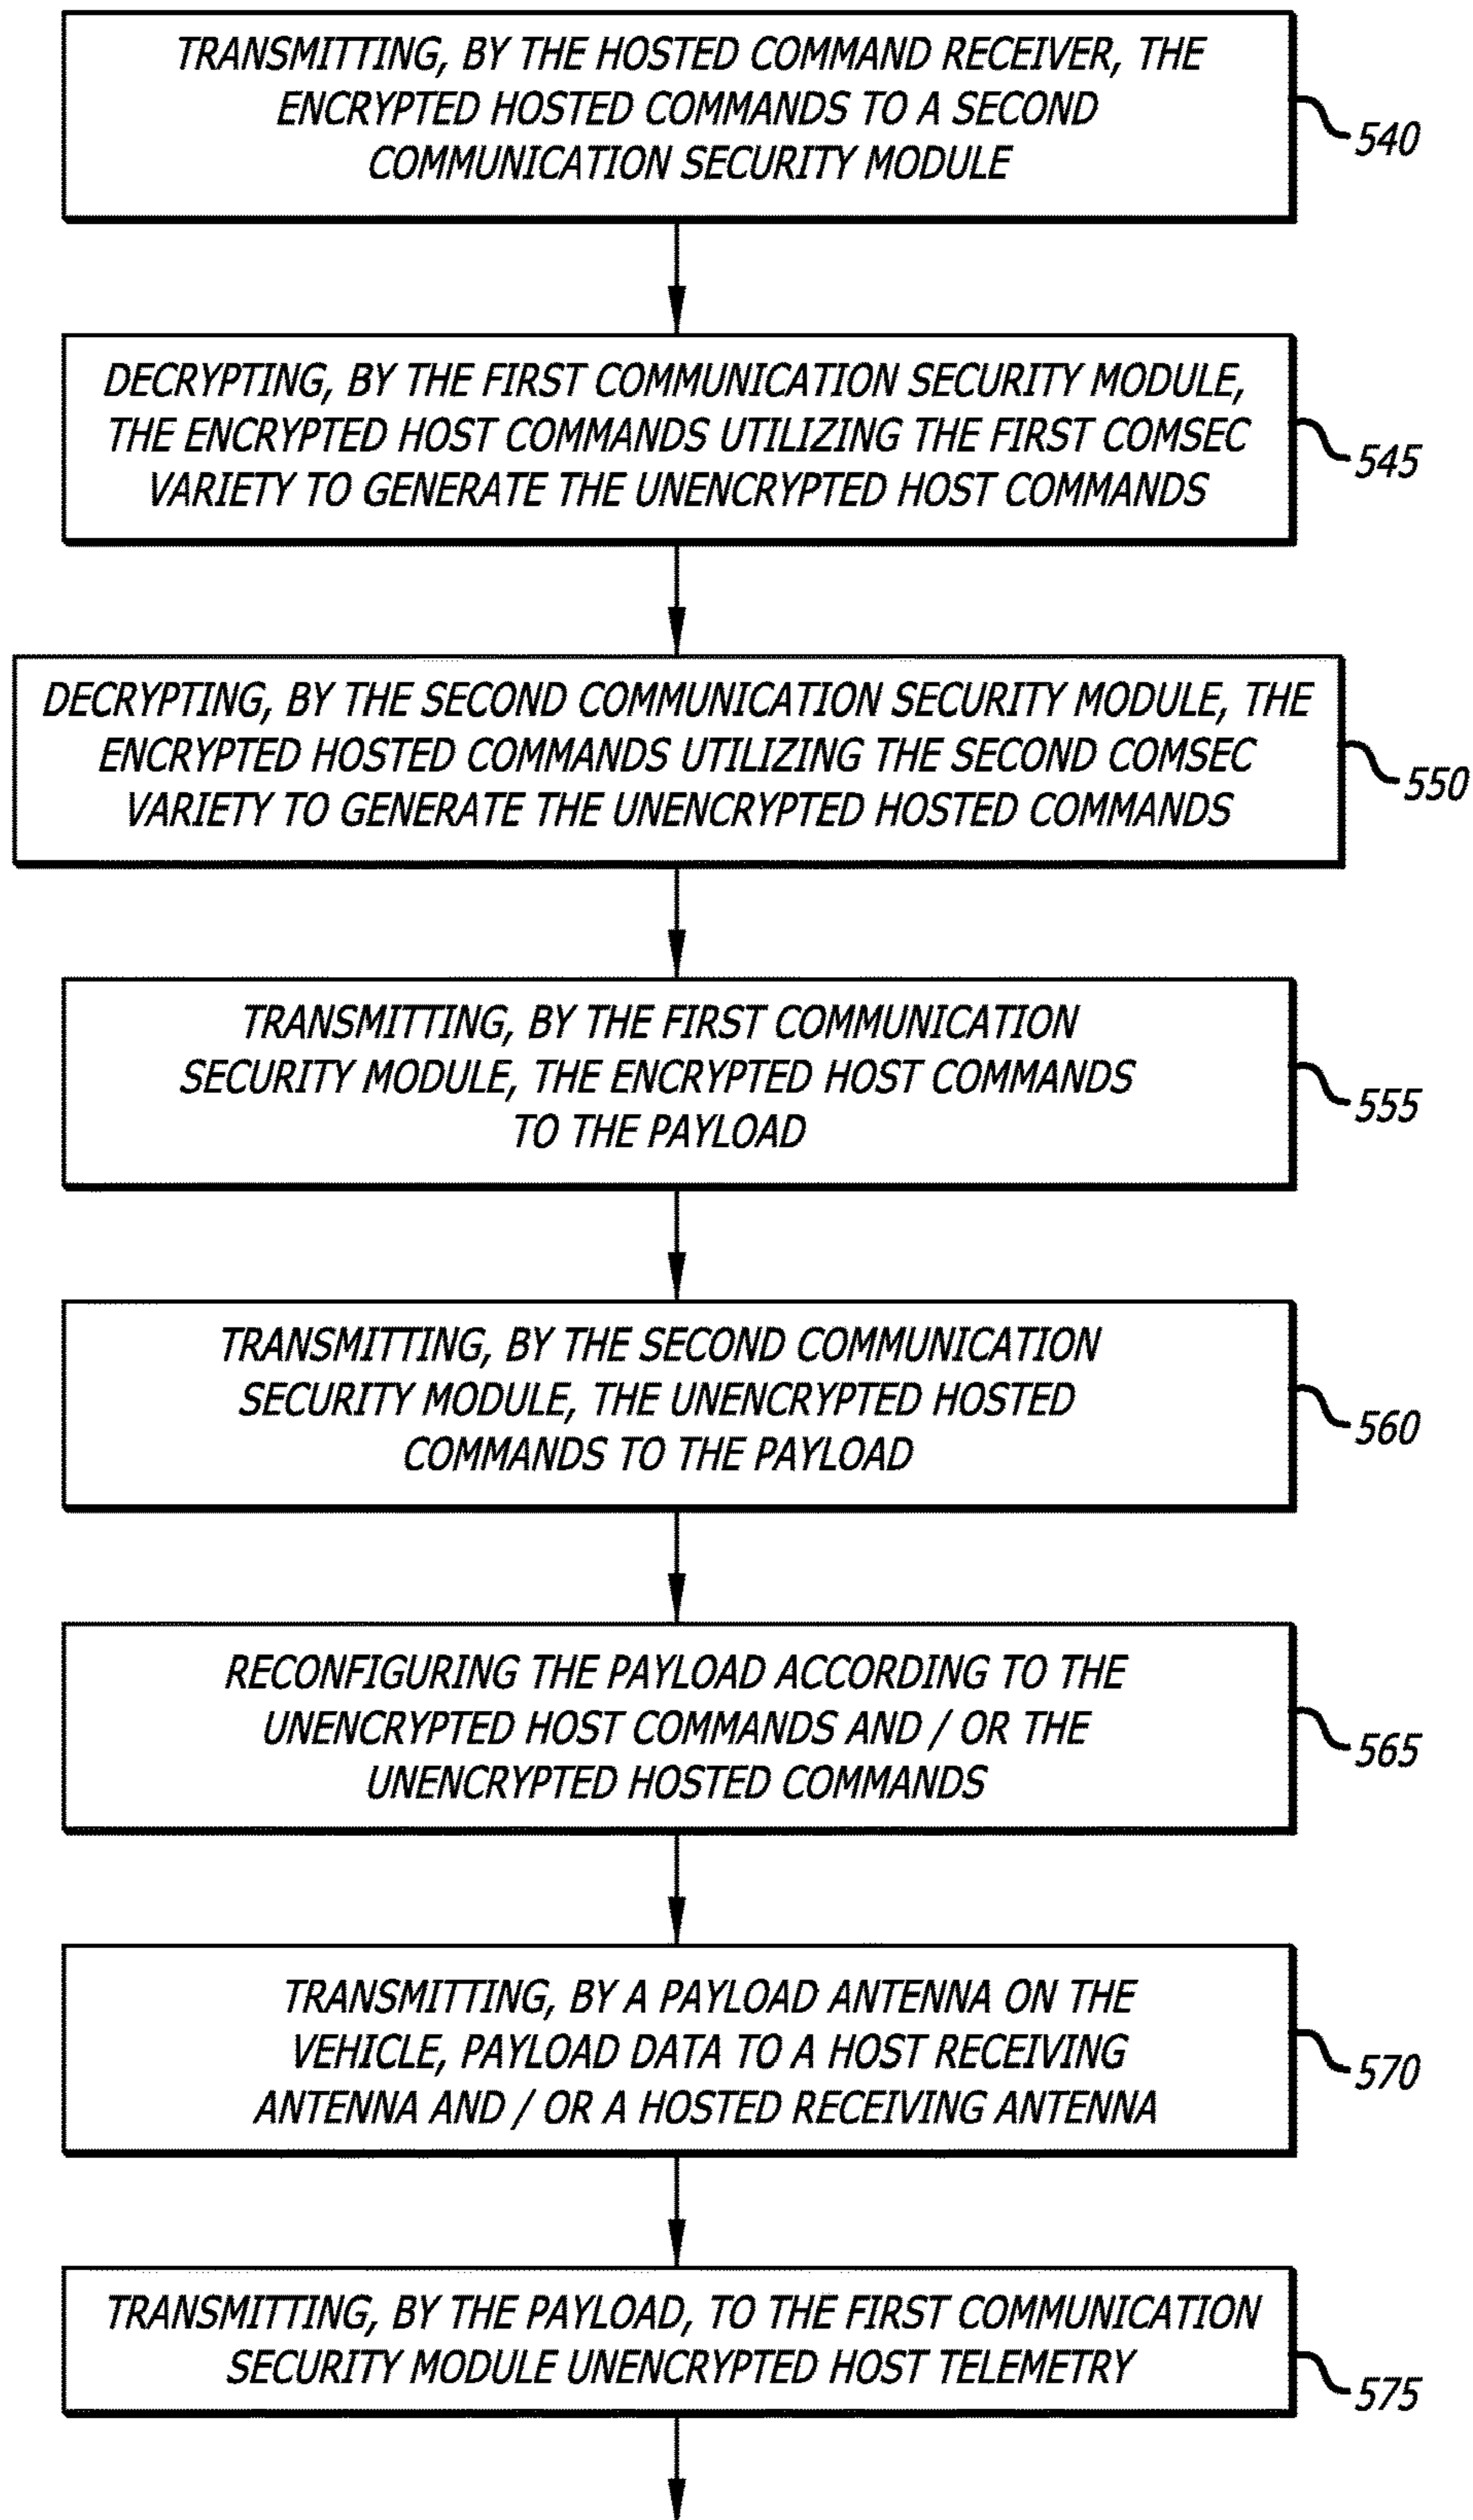 TRANSMITTING, BY THE HOSTED COMMAND RECEIVER, THE
ENCRYPTED HOSTED COMMANDS TO A SECOND
COMMUNICATION SECURITY MODULE
540
DECRYPTING, BY THE FIRST COMMUNICATION SECURITY MODULE,
THE ENCRYPTED HOST COMMANDS UTILIZING THE FIRST COMSEC
VARIETY TO GENERATE THE UNENCRYPTED HOST COMMANDS
545
DECRYPTING, BY THE SECOND COMMUNICATION SECURITY MODULE, THE
ENCRYPTED HOSTED COMMANDS UTILIZING THE SECOND COMSEC
VARIETY TO GENERATE THE UNENCRYPTED HOSTED COMMANDS
550
TRANSMITTING, BY THE FIRST COMMUNICATION
SECURITY MODULE, THE ENCRYPTED HOST COMMANDS
TO THE PAYLOAD
555
TRANSMITTING, BY THE SECOND COMMUNICATION
SECURITY MODULE, THE UNENCRYPTED HOSTED
COMMANDS TO THE PAYLOAD
560
RECONFIGURING THE PAYLOAD ACCORDING TO THE
UNENCRYPTED HOST COMMANDS AND / OR THE
UNENCRYPTED HOSTED COMMANDS
565
TRANSMITTING, BY A PAYLOAD ANTENNA ON THE
VEHICLE, PAYLOAD DATA TO A HOST RECEIVING
ANTENNA AND / OR A HOSTED RECEIVING ANTENNA
570
TRANSMITTING, BY THE PAYLOAD, TO THE FIRST COMMUNICATION
SECURITY MODULE UNENCRYPTED HOST TELEMETRY
575